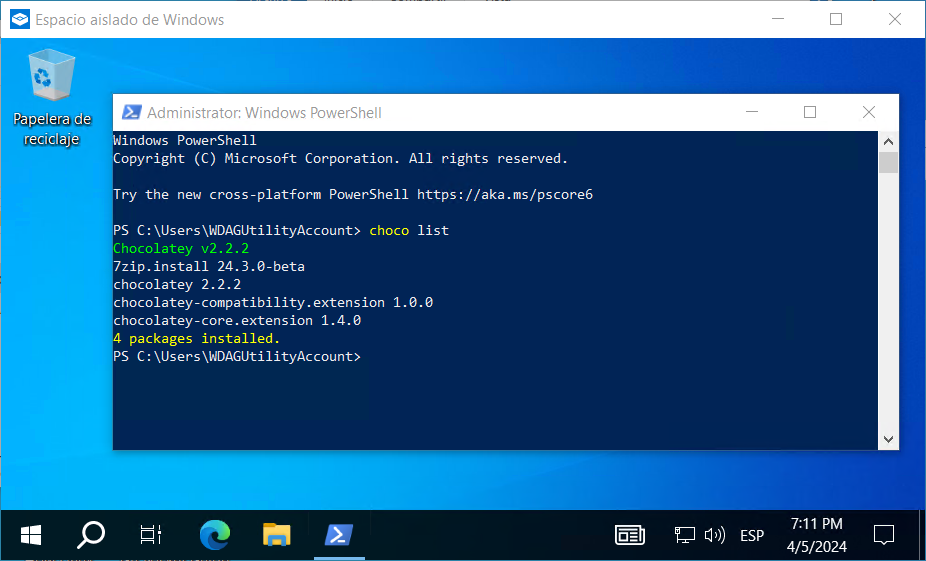 Espacio aislado de Windows
Papelera de
reciclaje
Administrator: Windows PowerShell
Windows PowerShell
Copyright (C) Microsoft Corporation. All rights reserved.
Try the new cross-platform PowerShell https://aka.ms/pscore6
PS C:\Users\WDAGUtilityAccount> choco list
Chocolatey v2.2.2
7zip.install 24.3.0-beta
chocolatey 2.2.2
chocolatey-compatibility.extension 1.0.0
chocolatey-core.extension 1.4.0
4 packages installed.
PS C:\Users\WDAGUtilityAccount>
ESP
7:11 PM
4/5/2024